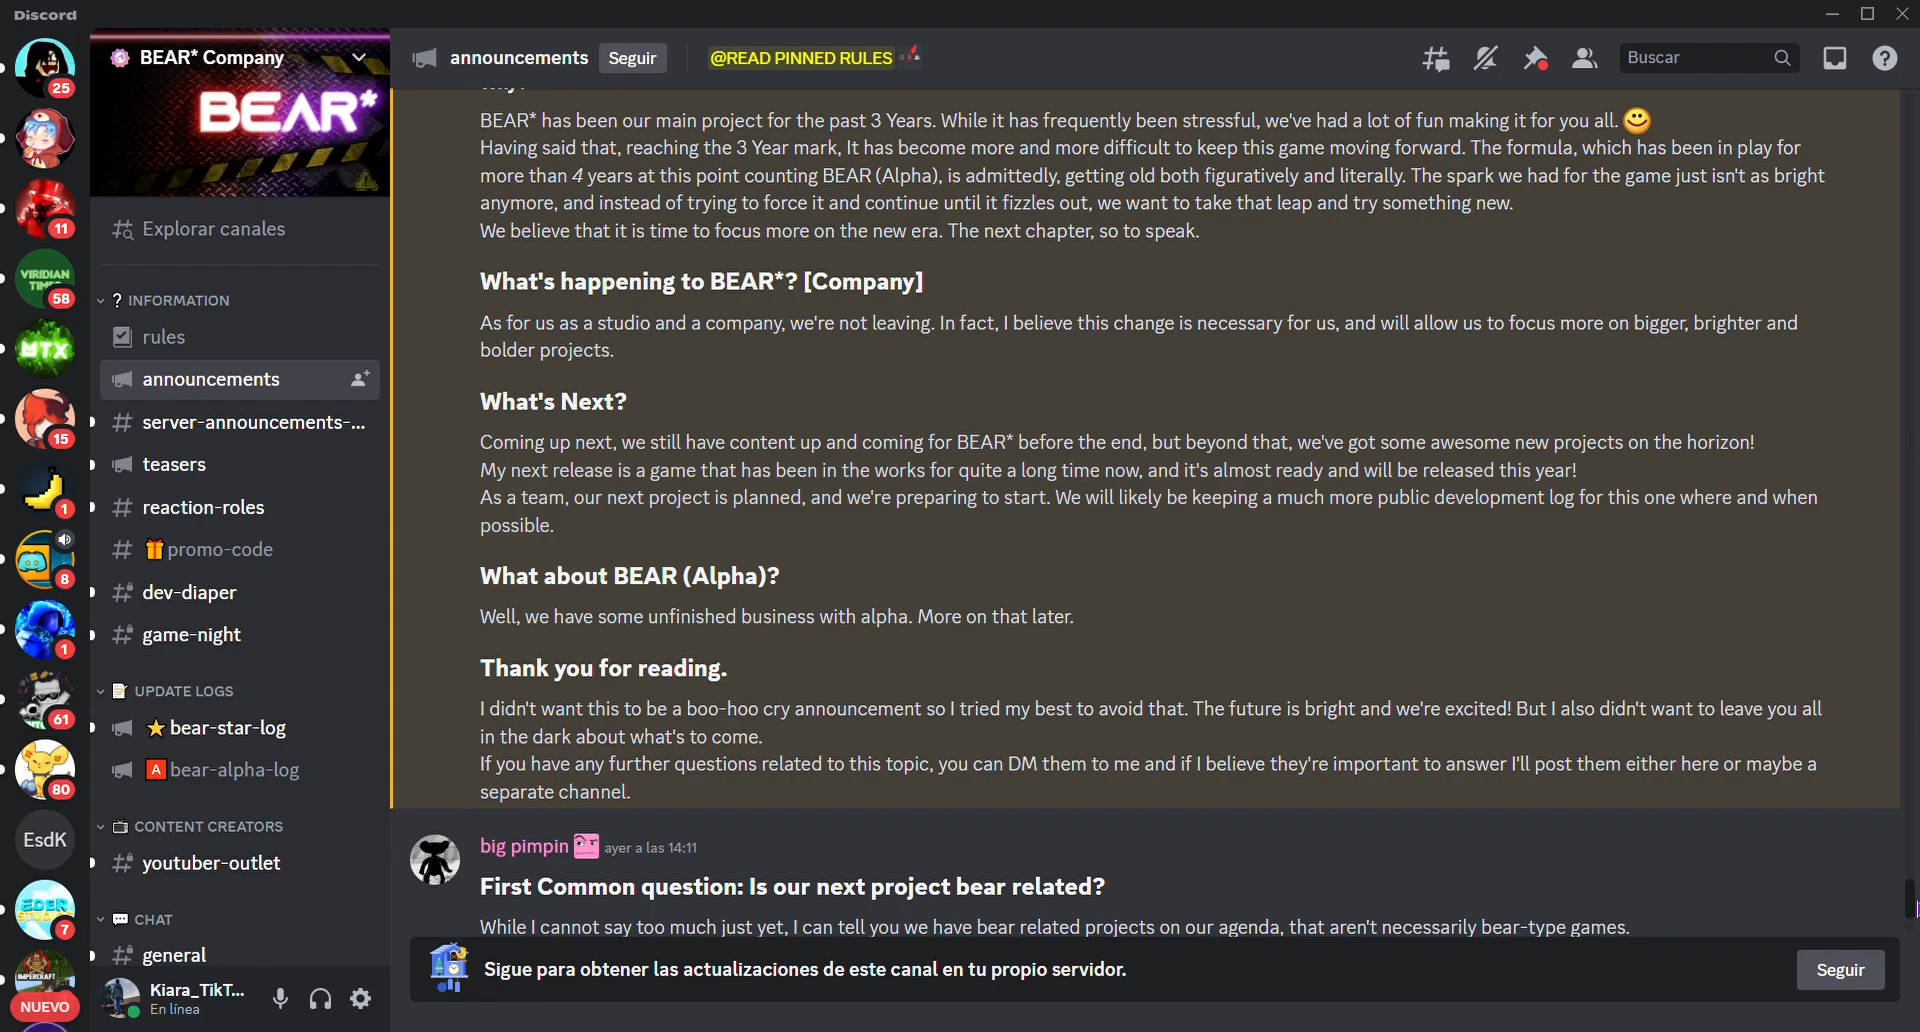 Discord
BEAR* Company
BEAR*
announcements
Seguir
@READ PINNED RULES
Buscar
25
11
VIRIDIAN
58
MTX
15
1
8
1
61
80
EsdK
EDER
7
IMPERCRAFT
NUEVO
Explorar canales
? INFORMATION
rules
announcements
server-announcements-...
teasers
reaction-roles
promo-code
dev-diaper
game-night
UPDATE LOGS
bear-star-log
A bear-alpha-log
CONTENT CREATORS
youtuber-outlet
CHAT
general
Kiara_TikT...
En línea
BEAR* has been our main project for the past 3 Years. While it has frequently been stressful, we've had a lot of fun making it for you all.
Having said that, reaching the 3 Year mark, It has become more and more difficult to keep this game moving forward. The formula, which has been in play for
more than 4 years at this point counting BEAR (Alpha), is admittedly, getting old both figuratively and literally. The spark we had for the game just isn't as bright
anymore, and instead of trying to force it and continue until it fizzles out, we want to take that leap and try something new.
We believe that it is time to focus more on the new era. The next chapter, so to speak.
What's happening to BEAR*? [Company]
As for us as a studio and a company, we're not leaving. In fact, I believe this change is necessary for us, and will allow us to focus more on bigger, brighter and
bolder projects.
What's Next?
Coming up next, we still have content up and coming for BEAR* before the end, but beyond that, we've got some awesome new projects on the horizon!
My next release is a game that has been in the works for quite a long time now, and it's almost ready and will be released this year!
As a team, our next project is planned, and we're preparing to start. We will likely be keeping a much more public development log for this one where and when
possible.
What about BEAR (Alpha)?
Well, we have some unfinished business with alpha. More on that later.
Thank you for reading.
I didn't want this to be a boo-hoo cry announcement so I tried my best to avoid that. The future is bright and we're excited! But I also didn't want to leave you all
in the dark about what's to come.
If you have any further questions related to this topic, you can DM them to me and if I believe they're important to answer I'll post them either here or maybe a
separate channel.
big pimpin ayer a las 14:11
First Common question: Is our next project bear related?
While I cannot say too much just yet, I can tell you we have bear related projects on our agenda, that aren't necessarily bear-type games.
Sigue para obtener las actualizaciones de este canal en tu propio servidor.
Seguir